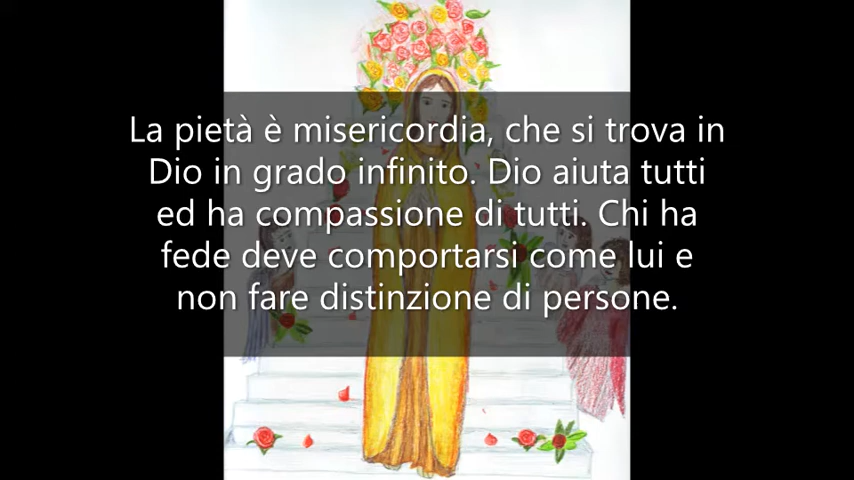 La pietà è misericordia, che si trova in
Dio in grado infinito. Dio aiuta tutti
ed ha compassione di tutti. Chi ha
fede deve comportarsi come lui e
non fare distinzione di persone.